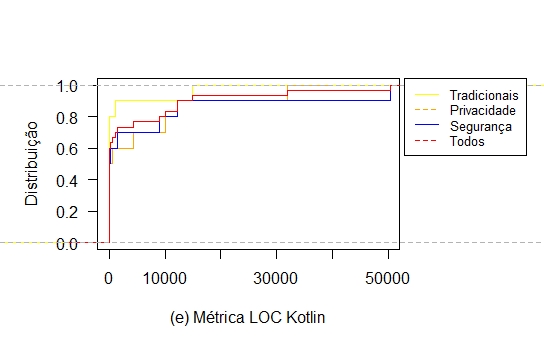 1.0
0.8
0.6
0.4
0.2
0.0
Distribuição
0 10000 30000 50000
Tradicionais
Privacidade
Segurança
Todos
(e) Métrica LOC Kotlin